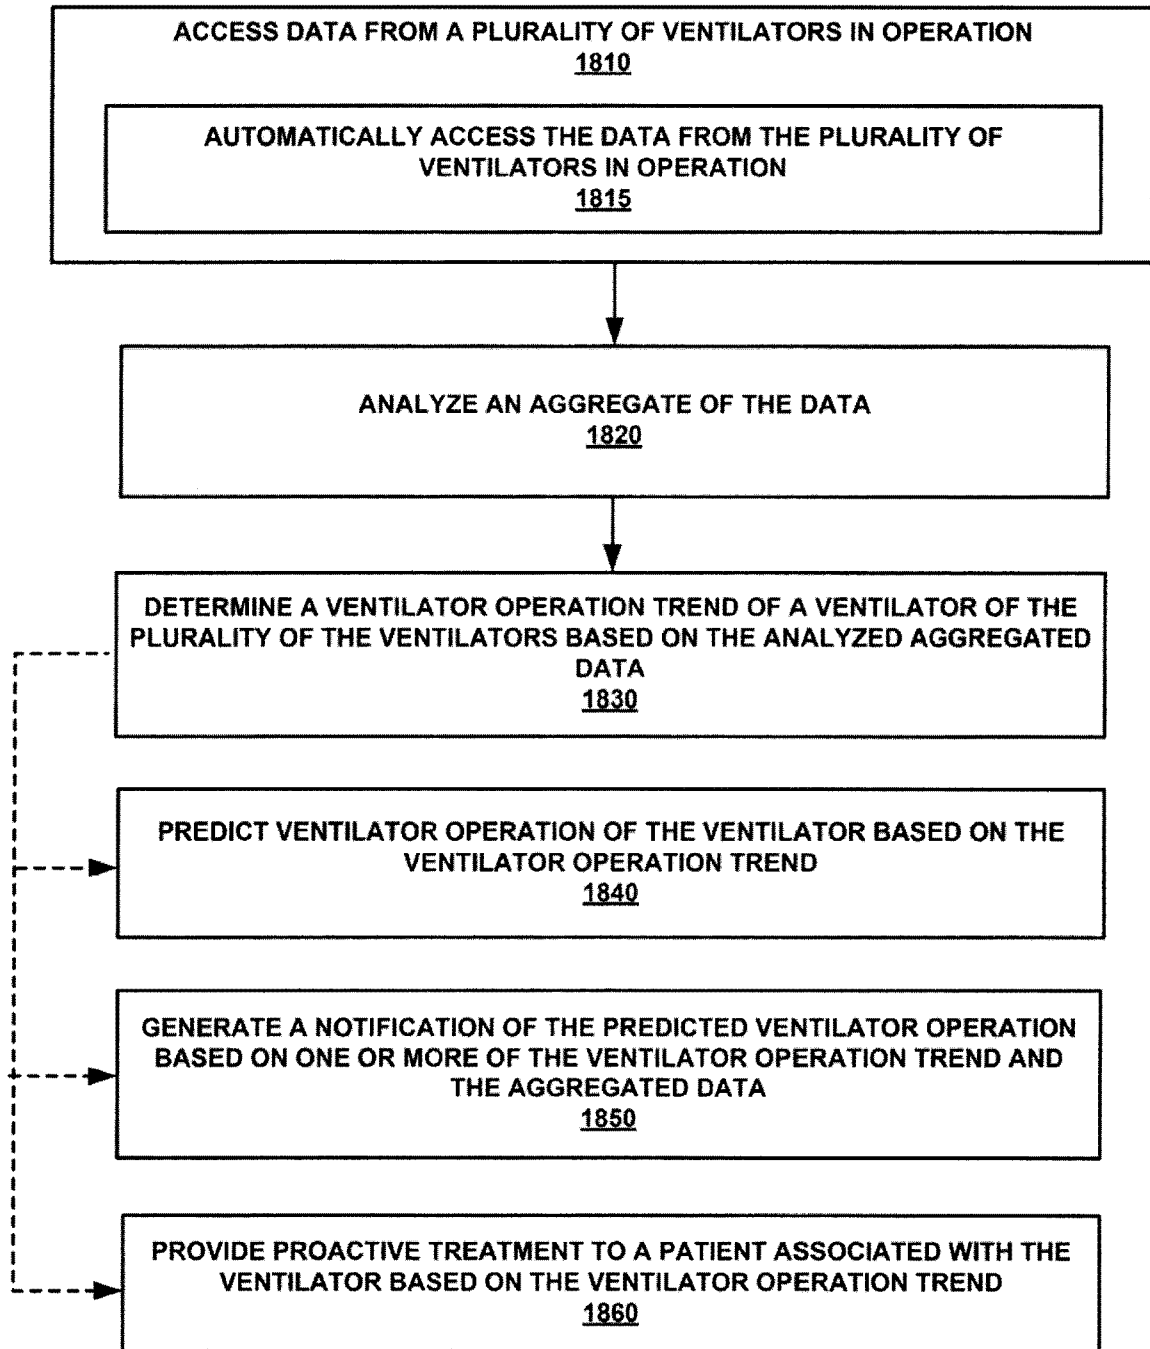 ACCESS DATA FROM A PLURALITY OF VENTILATORS IN OPERATION
1810
AUTOMATICALLY ACCESS THE DATA FROM THE PLURALITY OF
VENTILATORS IN OPERATION
1815
ANALYZE AN AGGREGATE OF THE DATA
1820
DETERMINE A VENTILATOR OPERATION TREND OF A VENTILATOR OF THE
PLURALITY OF THE VENTILATORS BASED ON THE ANALYZED AGGREGATED
DATA
1830
PREDICT VENTILATOR OPERATION OF THE VENTILATOR BASED ON THE
VENTILATOR OPERATION TREND
1840
GENERATE A NOTIFICATION OF THE PREDICTED VENTILATOR OPERATION
BASED ON ONE OR MORE OF THE VENTILATOR OPERATION TREND AND
THE AGGREGATED DATA
1850
PROVIDE PROACTIVE TREATMENT TO A PATIENT ASSOCIATED WITH THE
VENTILATOR BASED ON THE VENTILATOR OPERATION TREND
1860